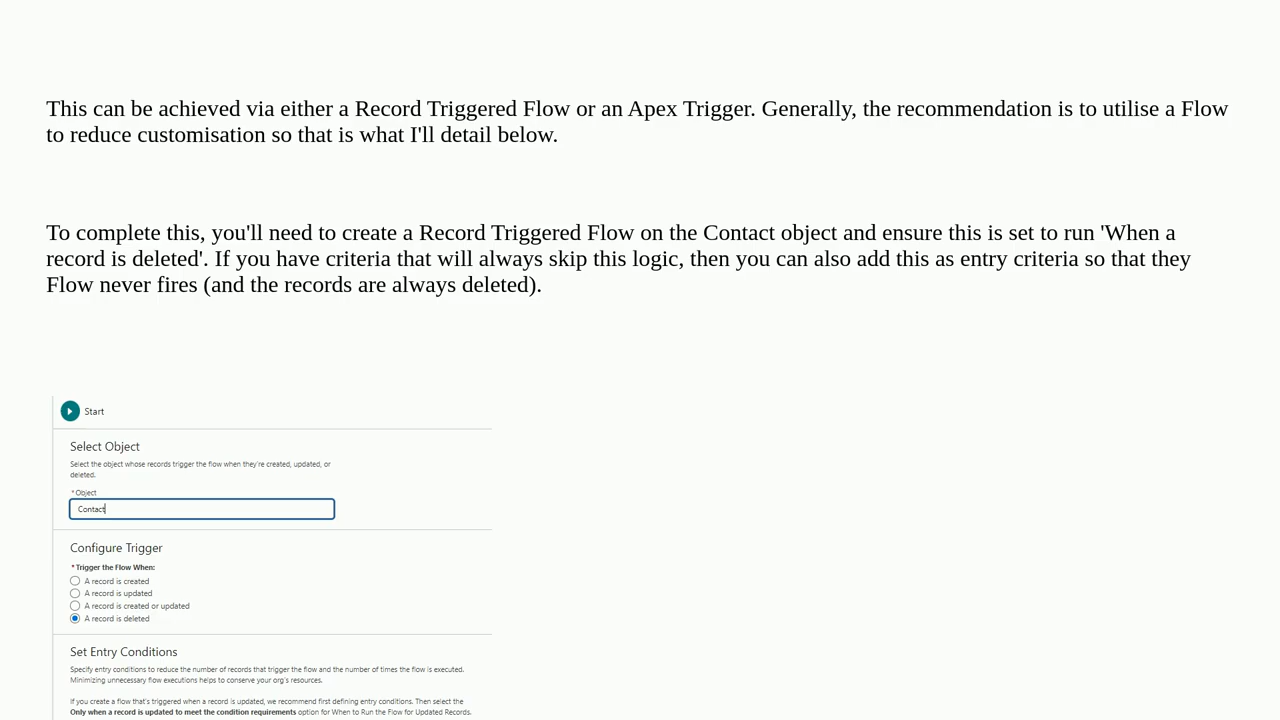 This can be achieved via either a Record Triggered Flow or an Apex Trigger. Generally, the recommendation is to utilise a Flow
to reduce customisation so that is what I'll detail below.
To complete this, you'll need to create a Record Triggered Flow on the Contact object and ensure this is set to run 'When a
record is deleted'. If you have criteria that will always skip this logic, then you can also add this as entry criteria so that they
Flow never fires (and the records are always deleted).
Start
Select Object
Select the object whose records trigger the flow when they're created, updated, or
deleted.
*Object
Contact
Configure Trigger
*Trigger the Flow When:
A record is created
A record is updated
A record is created or updated
A record is deleted
Set Entry Conditions
Specify entry conditions to reduce the number of records that trigger the flow and the number of times the flow is executed.
Minimizing unnecessary flow executions helps to conserve your org's resources.
If you create a flow that's triggered when a record is updated, we recommend first defining entry conditions. Then select the
Only when a record is updated to meet the condition requirements option for When to Run the Flow for Updated Records.